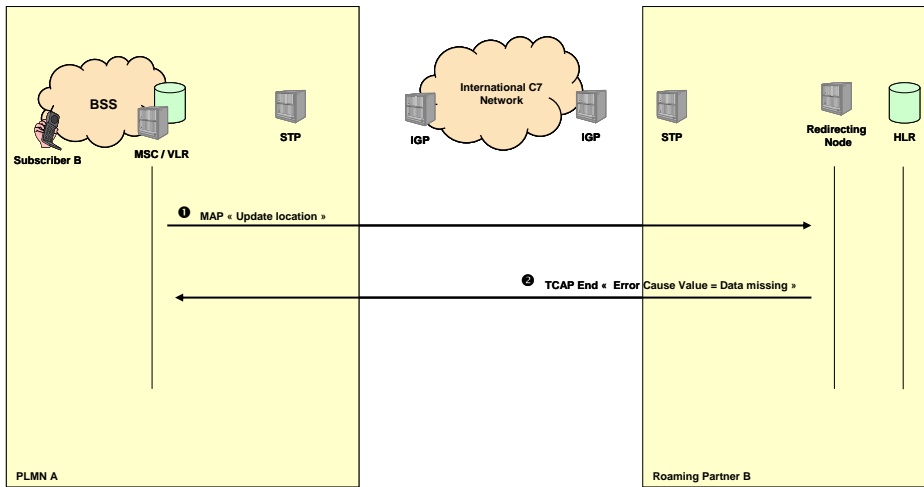 BSS
International C7
Network
Subscriber B
MSC / VLR
STP
IGP
IGP
STP
Redirecting
Node
HLR
❶ MAP « Update location »
❷ TCAP End « Error Cause Value = Data missing »
PLMN A
Roaming Partner B